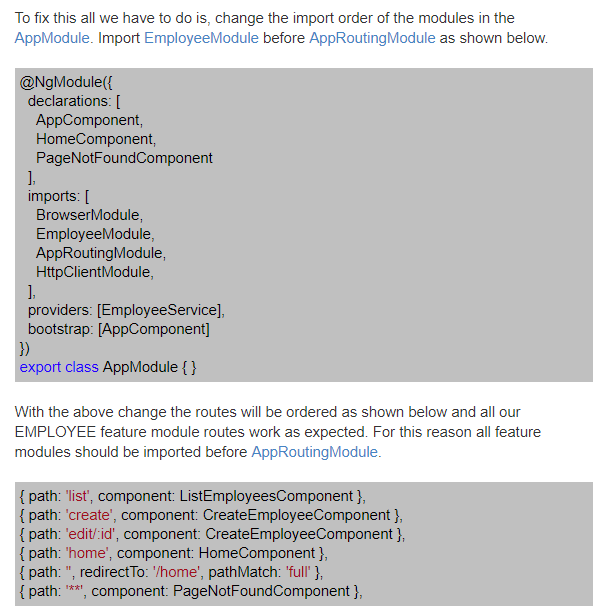 To fix this all we have to do is, change the import order of the modules in the
AppModule. Import EmployeeModule before AppRoutingModule as shown below.
@NgModule({
declarations: [
AppComponent,
HomeComponent,
PageNotFoundComponent
],
imports: [
BrowserModule,
EmployeeModule,
AppRoutingModule,
HttpClientModule,
],
providers: [EmployeeService],
bootstrap: [AppComponent]
})
export class AppModule { }
With the above change the routes will be ordered as shown below and all our
EMPLOYEE feature module routes work as expected. For this reason all feature
modules should be imported before AppRoutingModule.
{ path: 'list', component: ListEmployeesComponent },
{ path: 'create', component: CreateEmployeeComponent },
{ path: 'edit/:id', component: CreateEmployeeComponent },
{ path: 'home', component: HomeComponent },
{ path: '', redirectTo: '/home', pathMatch: 'full' },
{ path: '**', component: PageNotFoundComponent },